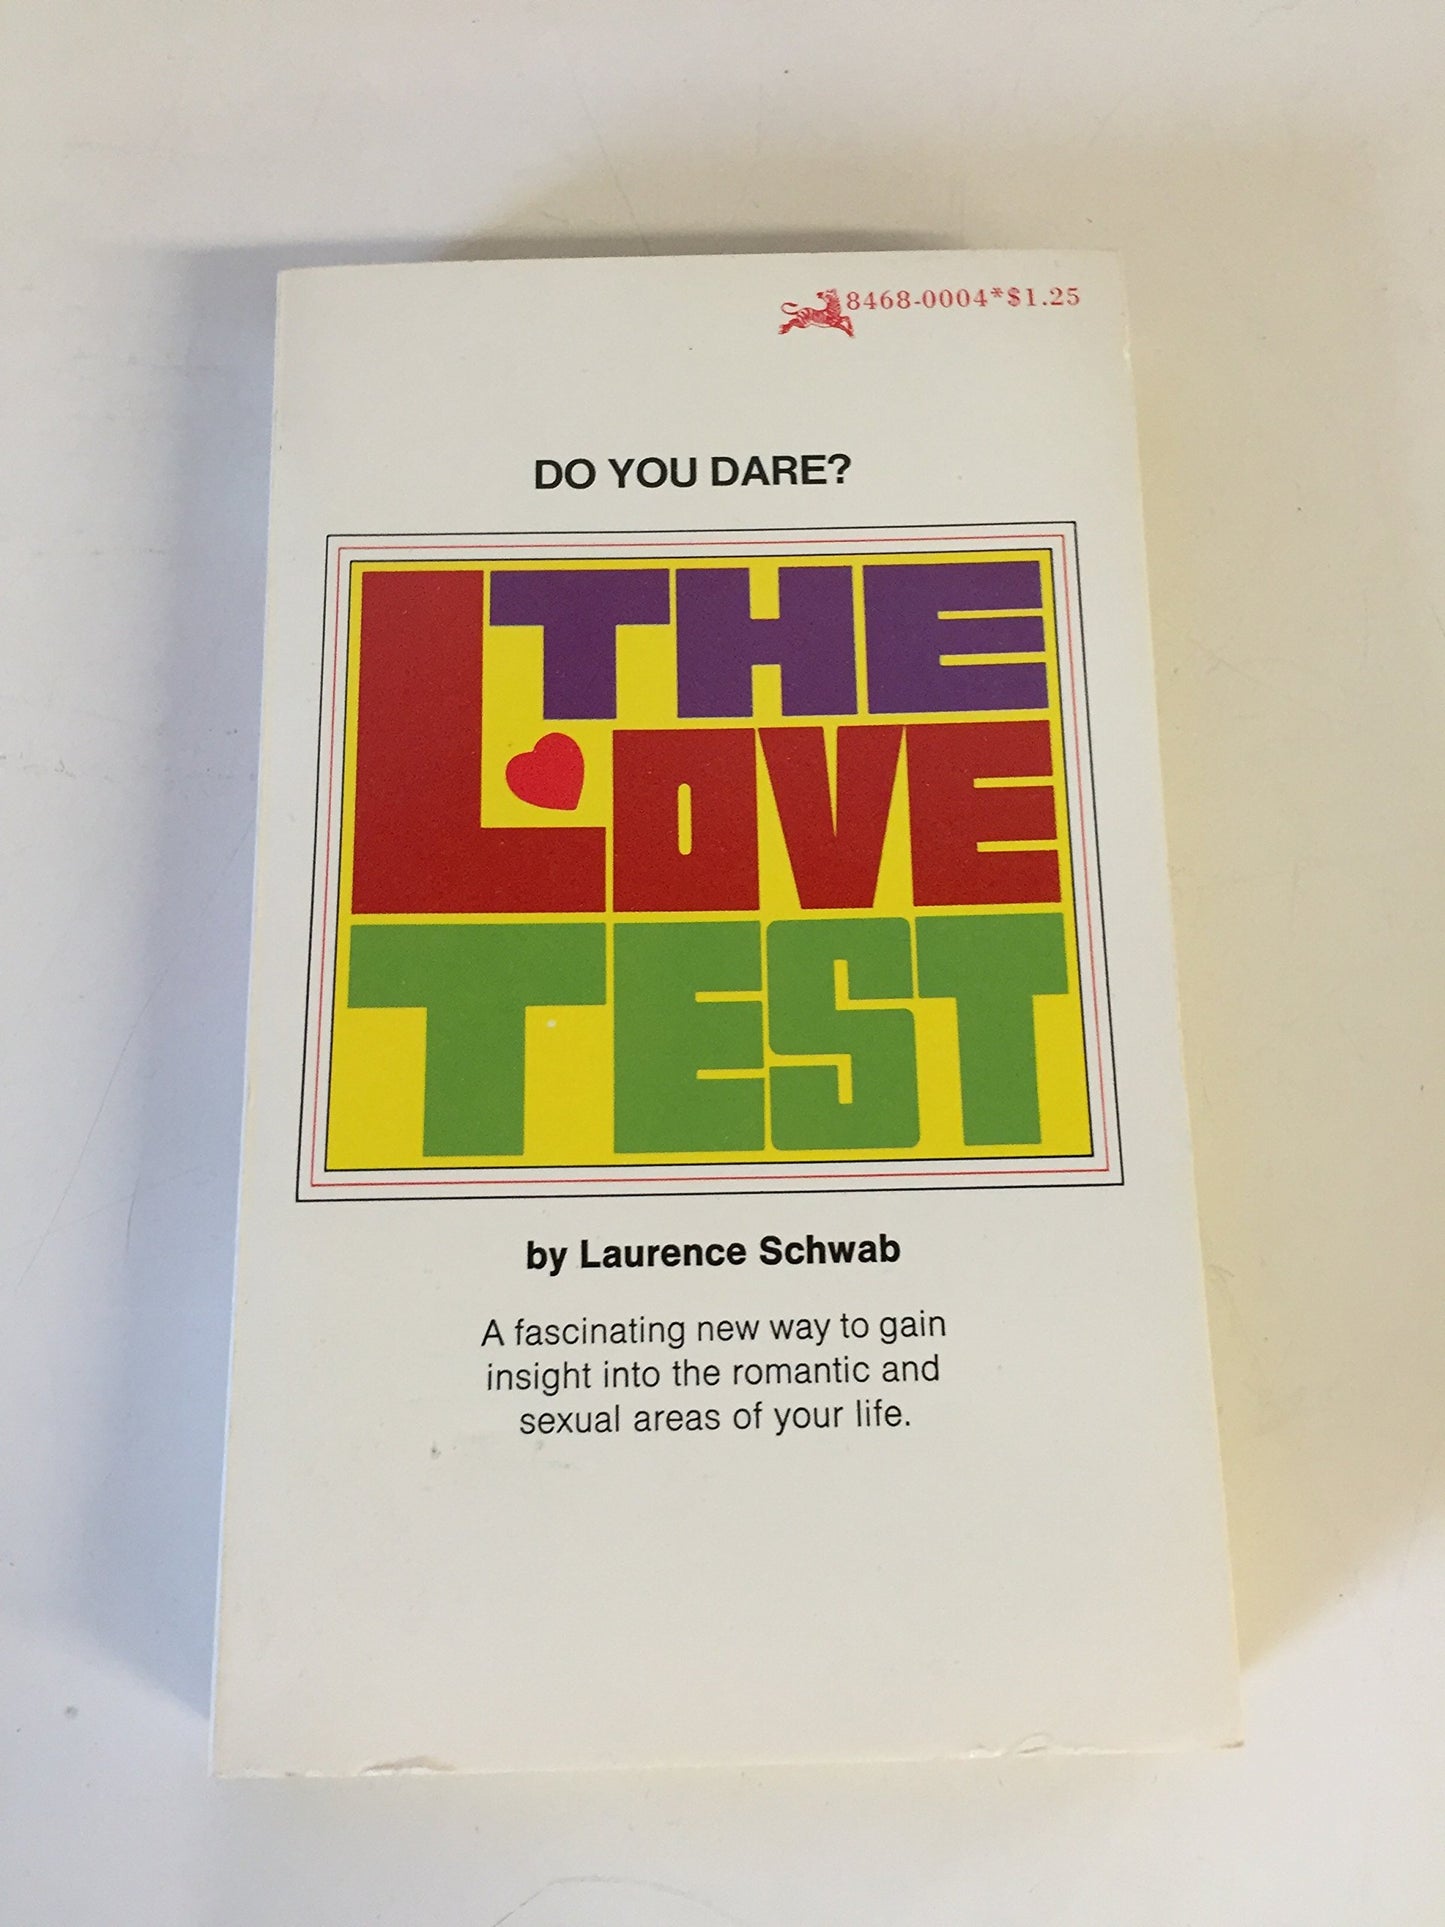 8468-0004*$1.25
DO YOU DARE?
THE
LOVE
TEST
by Laurence Schwab
A fascinating new way to gain
insight into the romantic and
sexual areas of your life.